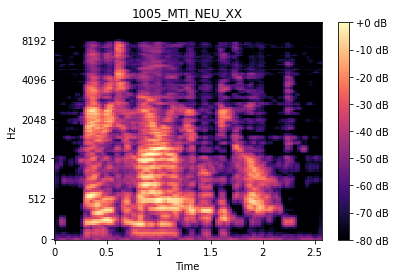 1005_MTI_NEU_XX
+0 dB
8192
-10 dB
4096
-20 dB
-30 dB
2048
Hz
-40 dB
1024
-50 dB
512
-60 dB
-70 dB
0
-80 dB
0 0.5 1 1.5 2 2.5
Time